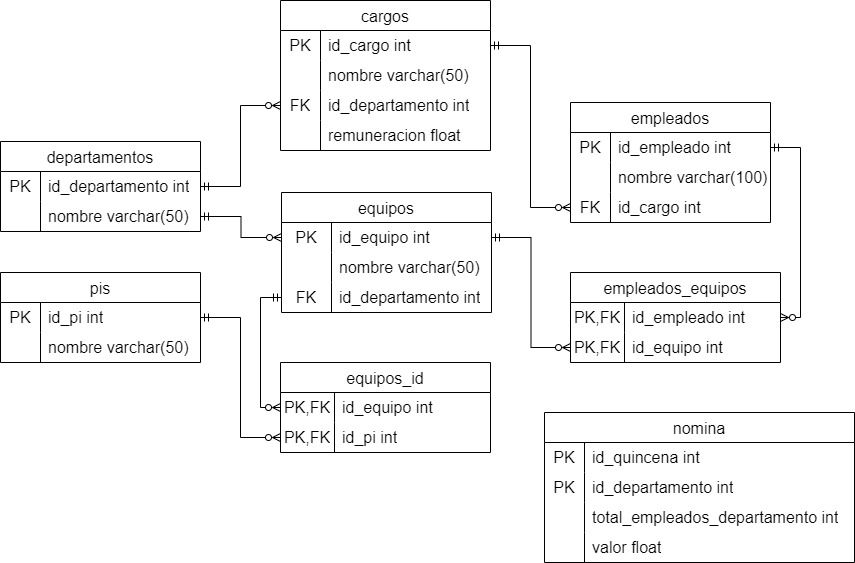 cargos
PK id_cargo int
nombre varchar(50)
FK id_departamento int
remuneracion float
empleados
PK id_empleado int
nombre varchar(100)
FK id_cargo int
departamentos
PK id_departamento int
nombre varchar(50)
equipos
PK id_equipo int
nombre varchar(50)
FK id_departamento int
pis
PK id_pi int
nombre varchar(50)
empleados_equipos
PK,FK id_empleado int
PK,FK id_equipo int
equipos_id
PK,FK id_equipo int
PK,FK id_pi int
nomina
PK id_quincena int
PK id_departamento int
total_empleados_departamento int
valor float